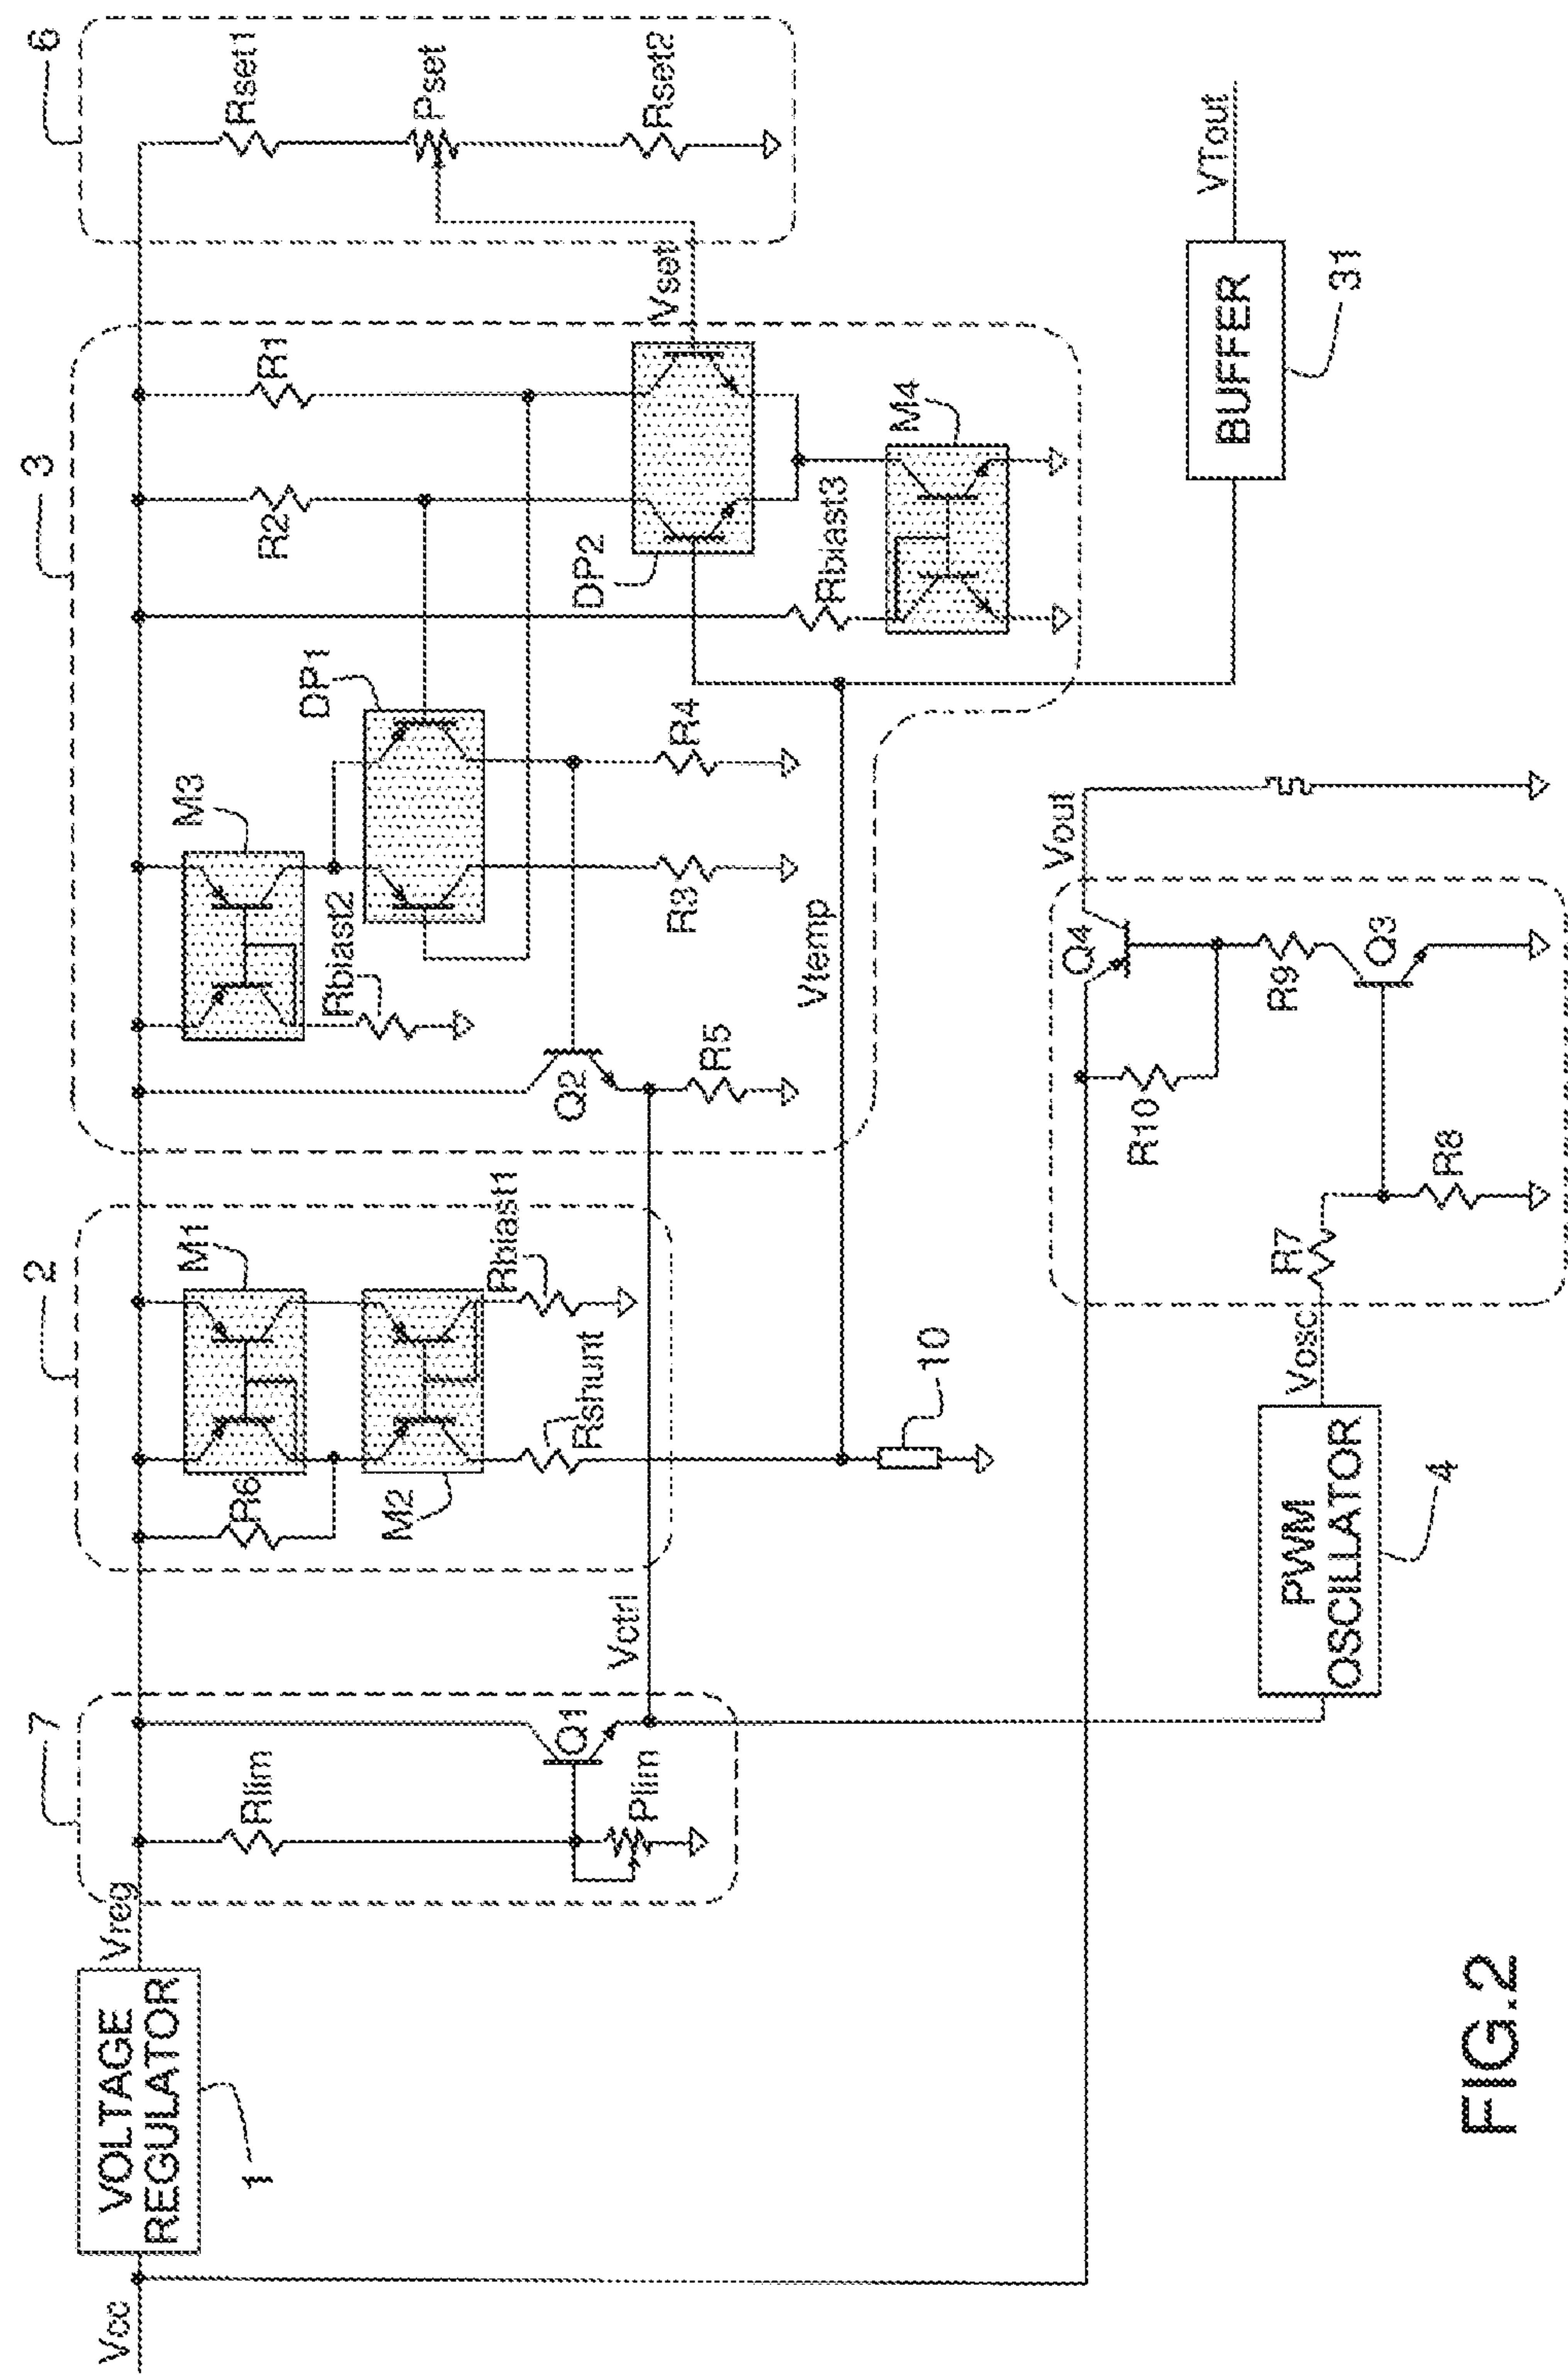 Vcc
VOLTAGE
REGULATOR
1
Vreg
7
Rlim
Q1
Plim
Vctrl
2
R6
M1
M2
Rbiast1
Rshunt
10
3
M3
Rbiast2
DP1
Q2
R5
R3
R4
Vtemp
R2
R1
DP2
Rbiast3
M4
Vset
6
Rset1
Pset
Rset2
PWM
OSCILLATOR
4
Vosc
R7
R8
R10
Q4
R9
Q3
Vout
BUFFER
31
VTout
FIG.2